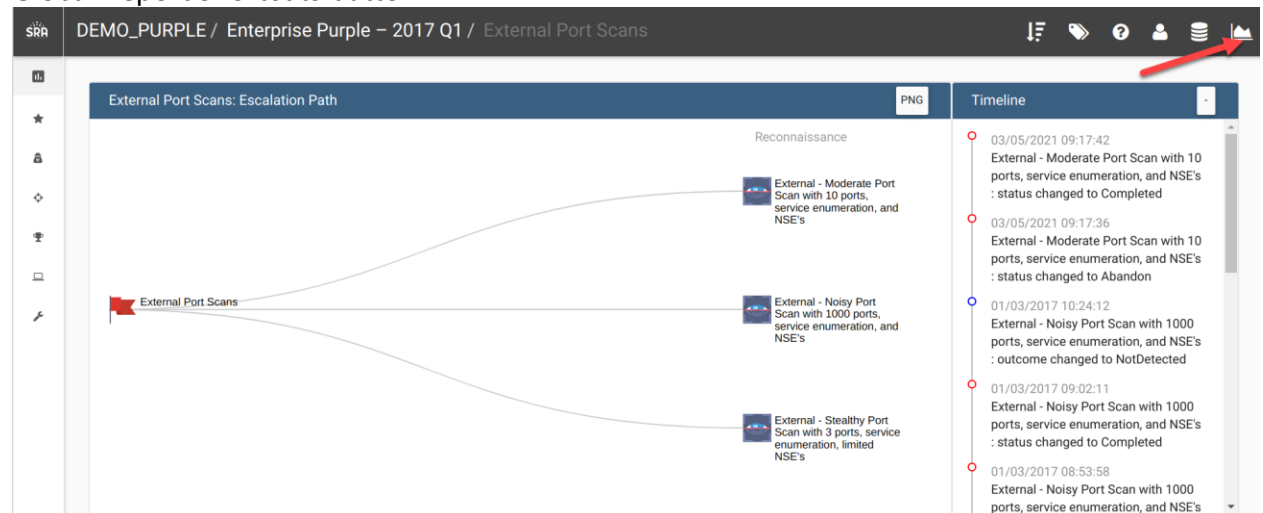 SRA
DEMO_PURPLE / Enterprise Purple – 2017 Q1 / External Port Scans
External Port Scans: Escalation Path
PNG
Reconnaissance
External Port Scans
External - Moderate Port
Scan with 10 ports,
service enumeration, and
NSE's
External - Noisy Port
Scan with 1000 ports,
service enumeration, and
NSE's
External - Stealthy Port
Scan with 3 ports, service
enumeration, limited
NSE's
Timeline
-
03/05/2021 09:17:42
External - Moderate Port Scan with 10
ports, service enumeration, and NSE's
: status changed to Completed
03/05/2021 09:17:36
External - Moderate Port Scan with 10
ports, service enumeration, and NSE's
: status changed to Abandon
01/03/2017 10:24:12
External - Noisy Port Scan with 1000
ports, service enumeration, and NSE's
: outcome changed to NotDetected
01/03/2017 09:02:11
External - Noisy Port Scan with 1000
ports, service enumeration, and NSE's
: status changed to Completed
01/03/2017 08:53:58
External - Noisy Port Scan with 1000
ports, service enumeration, and NSE's